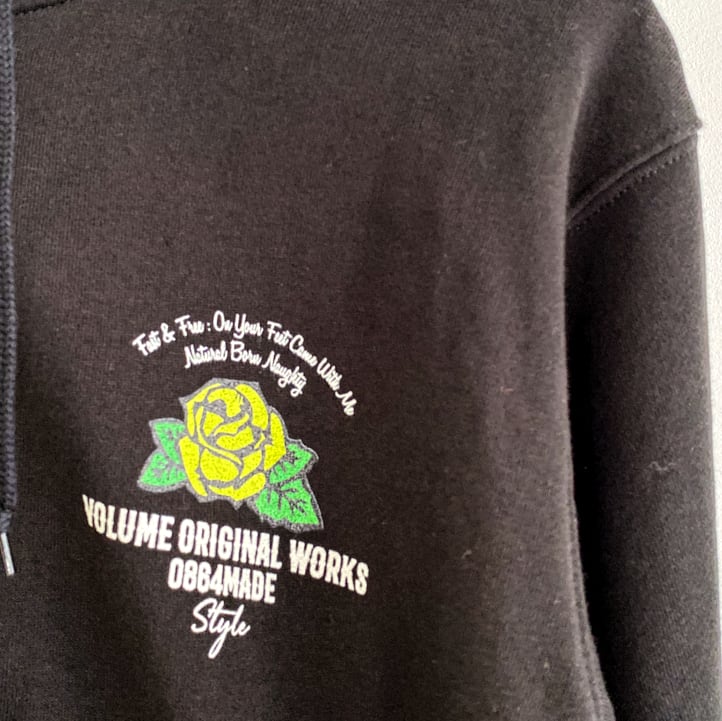 Fast & Free : On Your Feet Come With Me
Natural Born Naughty
VOLUME ORIGINAL WORKS
0864MADE
Style